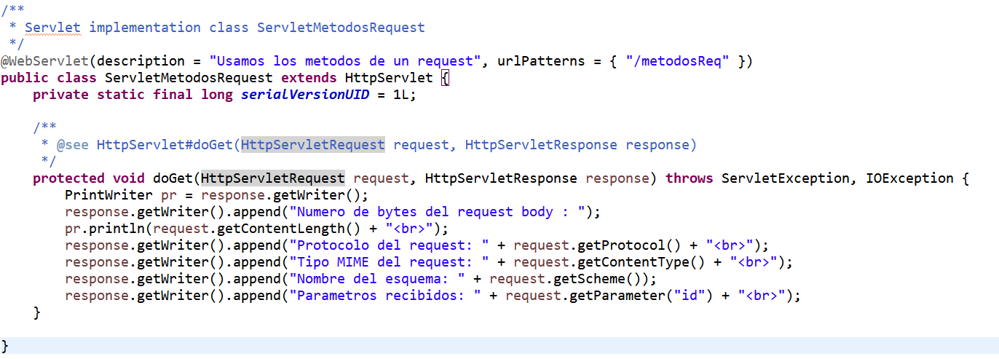 /**
 * Servlet implementation class ServletMetodosRequest
 */
@WebServlet(description = "Usamos los metodos de un request", urlPatterns = { "/metodosReq" })
public class ServletMetodosRequest extends HttpServlet {
    private static final long serialVersionUID = 1L;

    /**
     * @see HttpServlet#doGet(HttpServletRequest request, HttpServletResponse response)
     */
    protected void doGet(HttpServletRequest request, HttpServletResponse response) throws ServletException, IOException {
        PrintWriter pr = response.getWriter();
        response.getWriter().append("Numero de bytes del request body : ");
        pr.println(request.getContentLength() + "<br>");
        response.getWriter().append("Protocolo del request: " + request.getProtocol() + "<br>");
        response.getWriter().append("Tipo MIME del request: " + request.getContentType() + "<br>");
        response.getWriter().append("Nombre del esquema: " + request.getScheme());
        response.getWriter().append("Parametros recibidos: " + request.getParameter("id") + "<br>");
    }

}